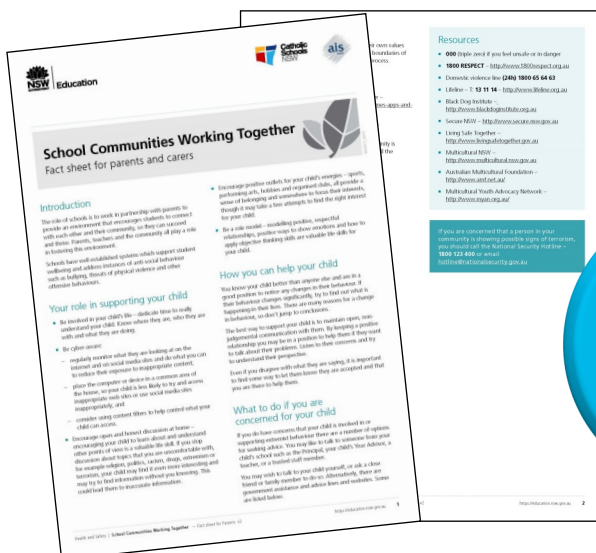 NSW
GOVERNMENT
Education
Catholic
Schools
NSW
ais
School Communities Working Together
Fact sheet for parents and carers
Introduction
The role of schools is to work in partnership with parents to
provide an environment that encourages students to connect
with each other and their community, so they can succeed
and thrive. Parents, teachers and the community all play a role
in fostering this environment.
Schools have well-established systems which support student
wellbeing and address instances of anti-social behaviour
such as bullying, threats of physical violence and other
offensive behaviours.
Your role in supporting your child
• Be involved in your child's life – dedicate time to really
understand your child. Know where they are, who they are
with and what they are doing.
• Be cyber-aware:
– regularly monitor what they are looking at on the
internet and on social media sites and do what you can
to reduce their exposure to inappropriate content,
– place the computer or device in a common area of
the house, so your child is less likely to try and access
inappropriate web sites or use social media sites
inappropriately; and
– consider using content filters to help control what your
child can access.
• Encourage open and honest discussion at home –
encouraging your child to learn about and understand
other points of view is a valuable life skill. If you stop
discussion about topics that you are uncomfortable with,
for example religion, politics, racism, drugs, extremism or
terrorism, your child may find it even more interesting and
may try to find information without you knowing. This
could lead them to inaccurate information.
• Encourage positive outlets for your child's energies – sports,
performing arts, hobbies and organised clubs, all provide a
sense of belonging and somewhere to focus their interests,
though it may take a few attempts to find the right interest
for your child.
• Be a role model – modelling positive, respectful
relationships, positive ways to show emotions and how to
apply objective thinking skills are valuable life skills for
your child.
How you can help your child
You know your child better than anyone else and are in a
good position to notice any changes in their behaviour. If
their behaviour changes significantly, try to find out what is
happening in their lives. There are many reasons for a change
in behaviour, so don't jump to conclusions.
The best way to support your child is to maintain open, non-
judgemental communication with them. By keeping a positive
relationship you may be in a position to help them if they want
to talk about their problems. Listen to their concerns and try
to understand their perspective.
Even if you disagree with what they are saying, it is important
to find some way to let them know they are accepted and that
you are there to help them.
What to do if you are
concerned for your child
If you do have concerns that your child is involved in or
supporting extremist behaviour there are a number of options
for seeking advice. You may like to talk to someone from your
child's school such as the Principal, your child's Year Advisor, a
teacher, or a trusted staff member.
You may wish to talk to your child yourself, or ask a close
friend or family member to do so. Alternatively, there are
government assistance and advice lines and websites. Some
are listed below.
Health and Safety | School Communities Working Together – Fact sheet for Parents
https://education.nsw.gov.au
1
eir own values
boundaries of
rocess.
mes-apps-and-
unity is
the
Resources
• 000 (triple zero) if you feel unsafe or in danger
• 1800 RESPECT – http://www.1800respect.org.au
• Domestic violence line (24h) 1800 65 64 63
• Lifeline – T: 13 11 14 - http://www.lifeline.org.au
• Black Dog Institute –
http://www.blackdoginstitute.org.au
• Secure NSW – http://www.secure.nsw.gov.au
• Living Safe Together –
http://www.livingsafetogether.gov.au
• Multicultural NSW –
http://www.multicultural.nsw.gov.au
• Australian Multicultural Foundation –
http://www.amf.net.au/
• Multicultural Youth Advocacy Network –
http://www.myan.org.au/
If you are concerned that a person in your
community is showing possible signs of terrorism,
you should call the National Security Hotline –
1800 123 400 or email
hotline@nationalsecurity.gov.au
https://education.nsw.gov.au
2